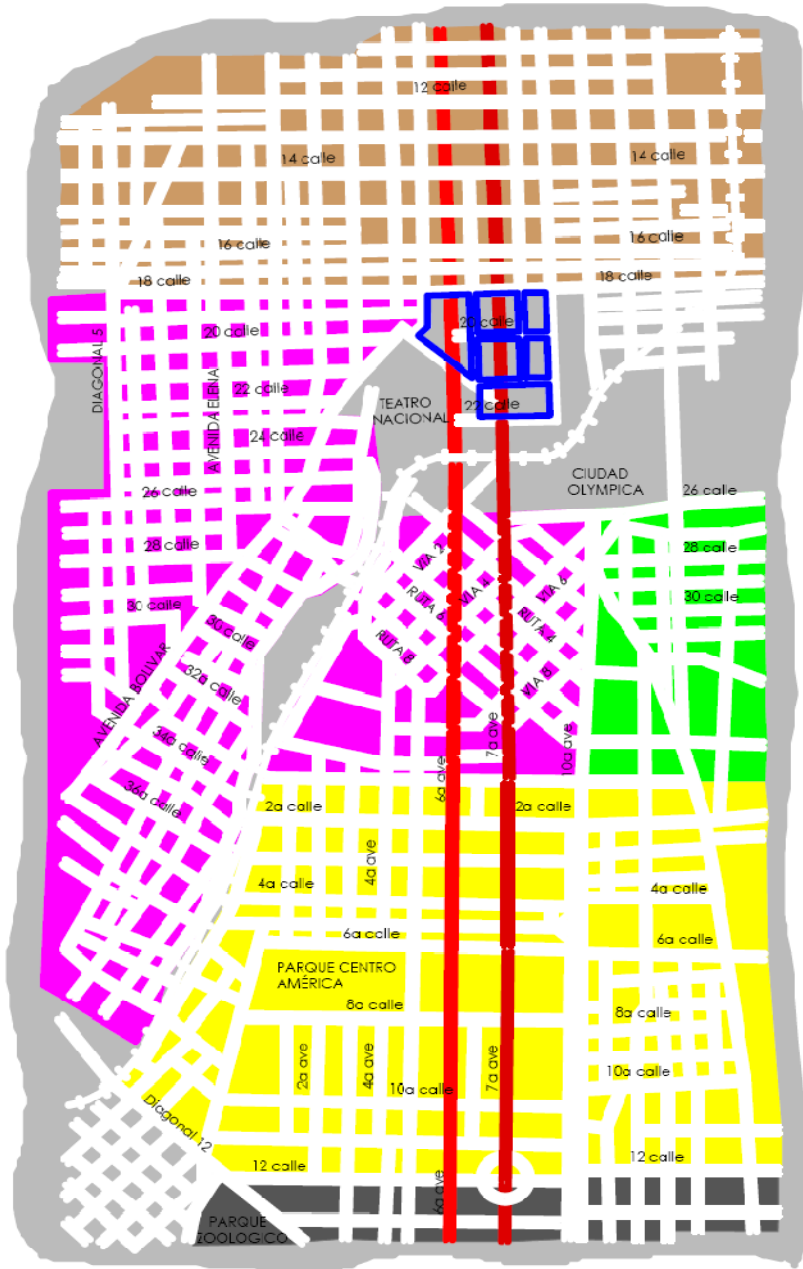 12 calle
14 calle
14 calle
16 calle
16 calle
18 calle
18 calle
20 calle
20 calle
DIAGONAL 5
AVENIDA ELENA
22 calle
TEATRO
NACIONAL
22 calle
24 calle
CIUDAD
OLYMPICA
26 calle
26 calle
28 calle
28 calle
VIA 2
VIA 4
VIA 6
30 calle
30 calle
RUTA 6
RUTA 4
30 calle
RUTA 8
AVENIDA BOLIVAR
32a calle
VIA 5
34a calle
6a ave
7a ave
10a ave
36a calle
2a calle
2a calle
4a ave
4a calle
4a calle
6a calle
6a calle
PARQUE CENTRO
AMÉRICA
8a calle
8a calle
2a ave
4a ave
7a ave
10a calle
10a calle
Diagonal 12
12 calle
12 calle
6a ave
PARQUE
ZOOLOGICO